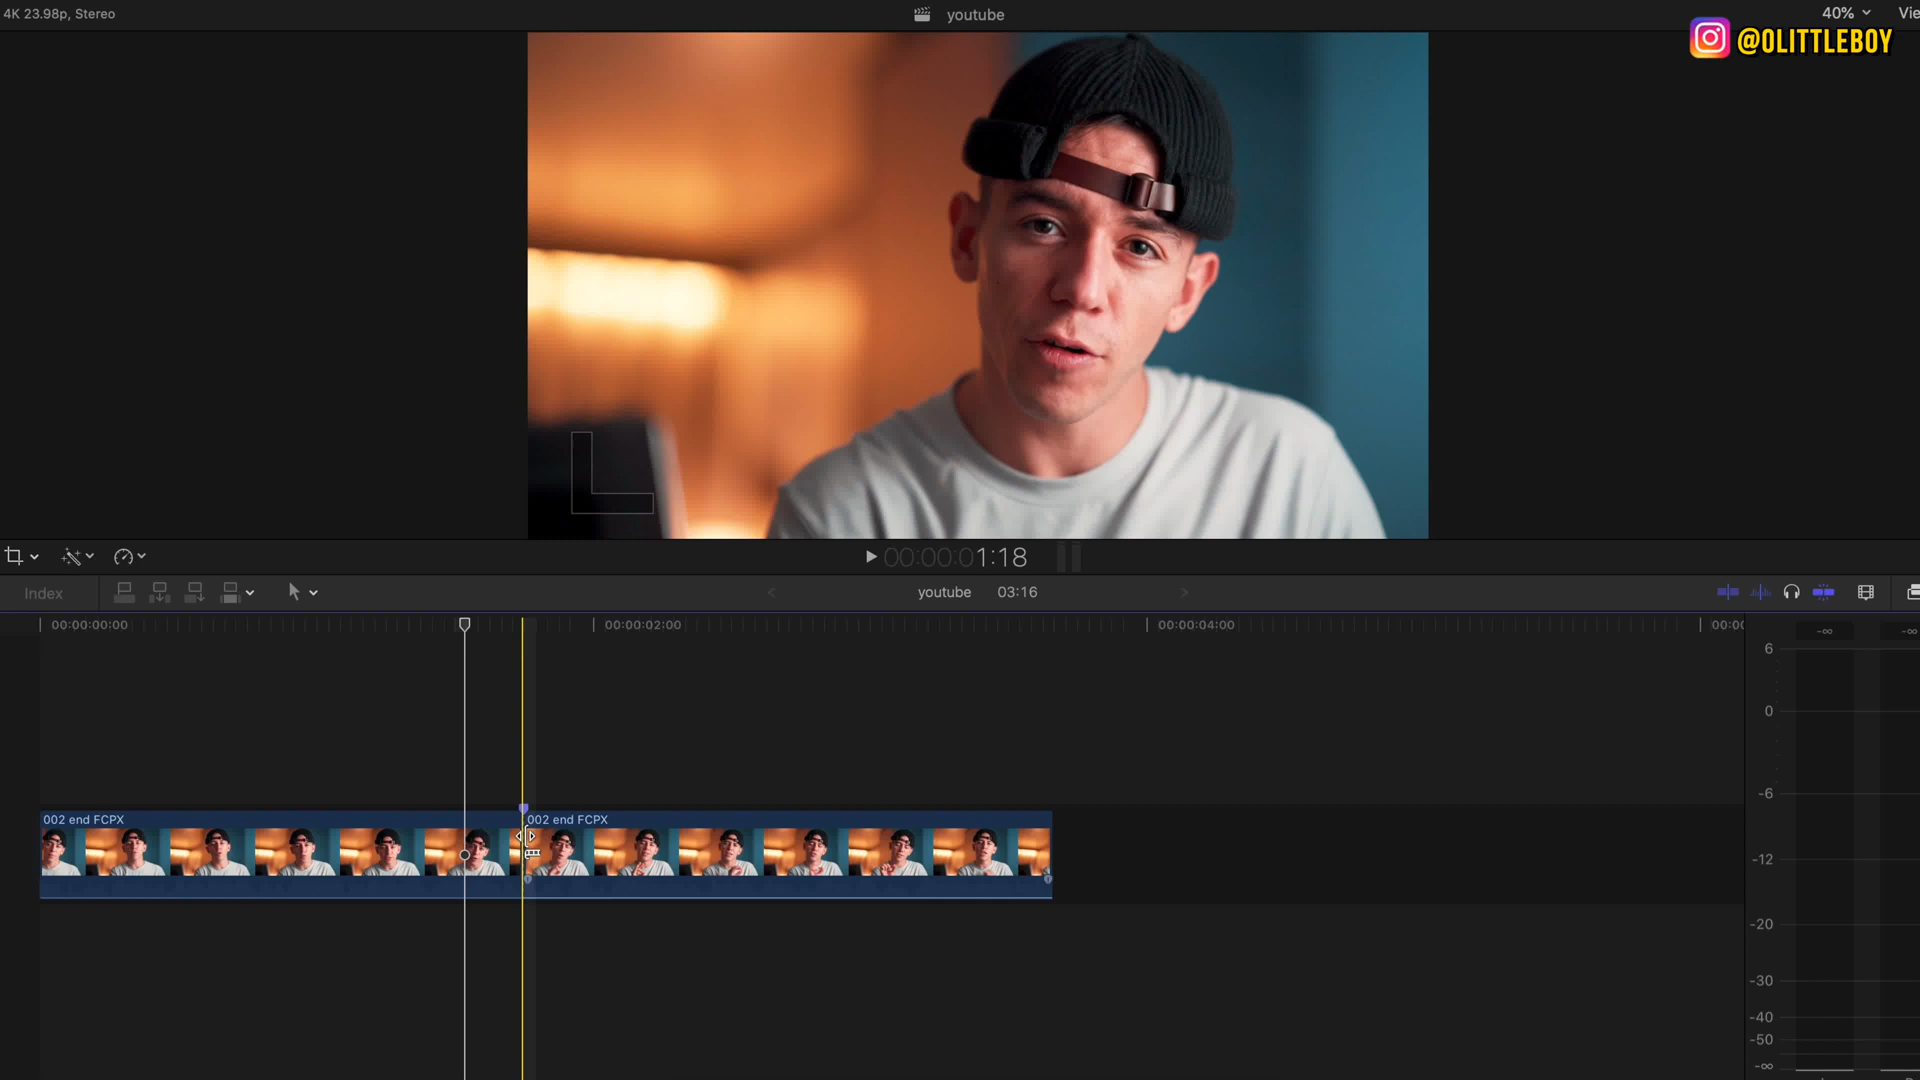 4K 23.98p, Stereo
youtube
40%
Vie
@OLITTLEBOY
00:00:01:18
Index
youtube
03:16
00:00:00:00
00:00:02:00
00:00:04:00
00:00
-∞
-∞
6
0
-6
-12
-20
-30
-40
-50
-∞
002 end FCPX
002 end FCPX